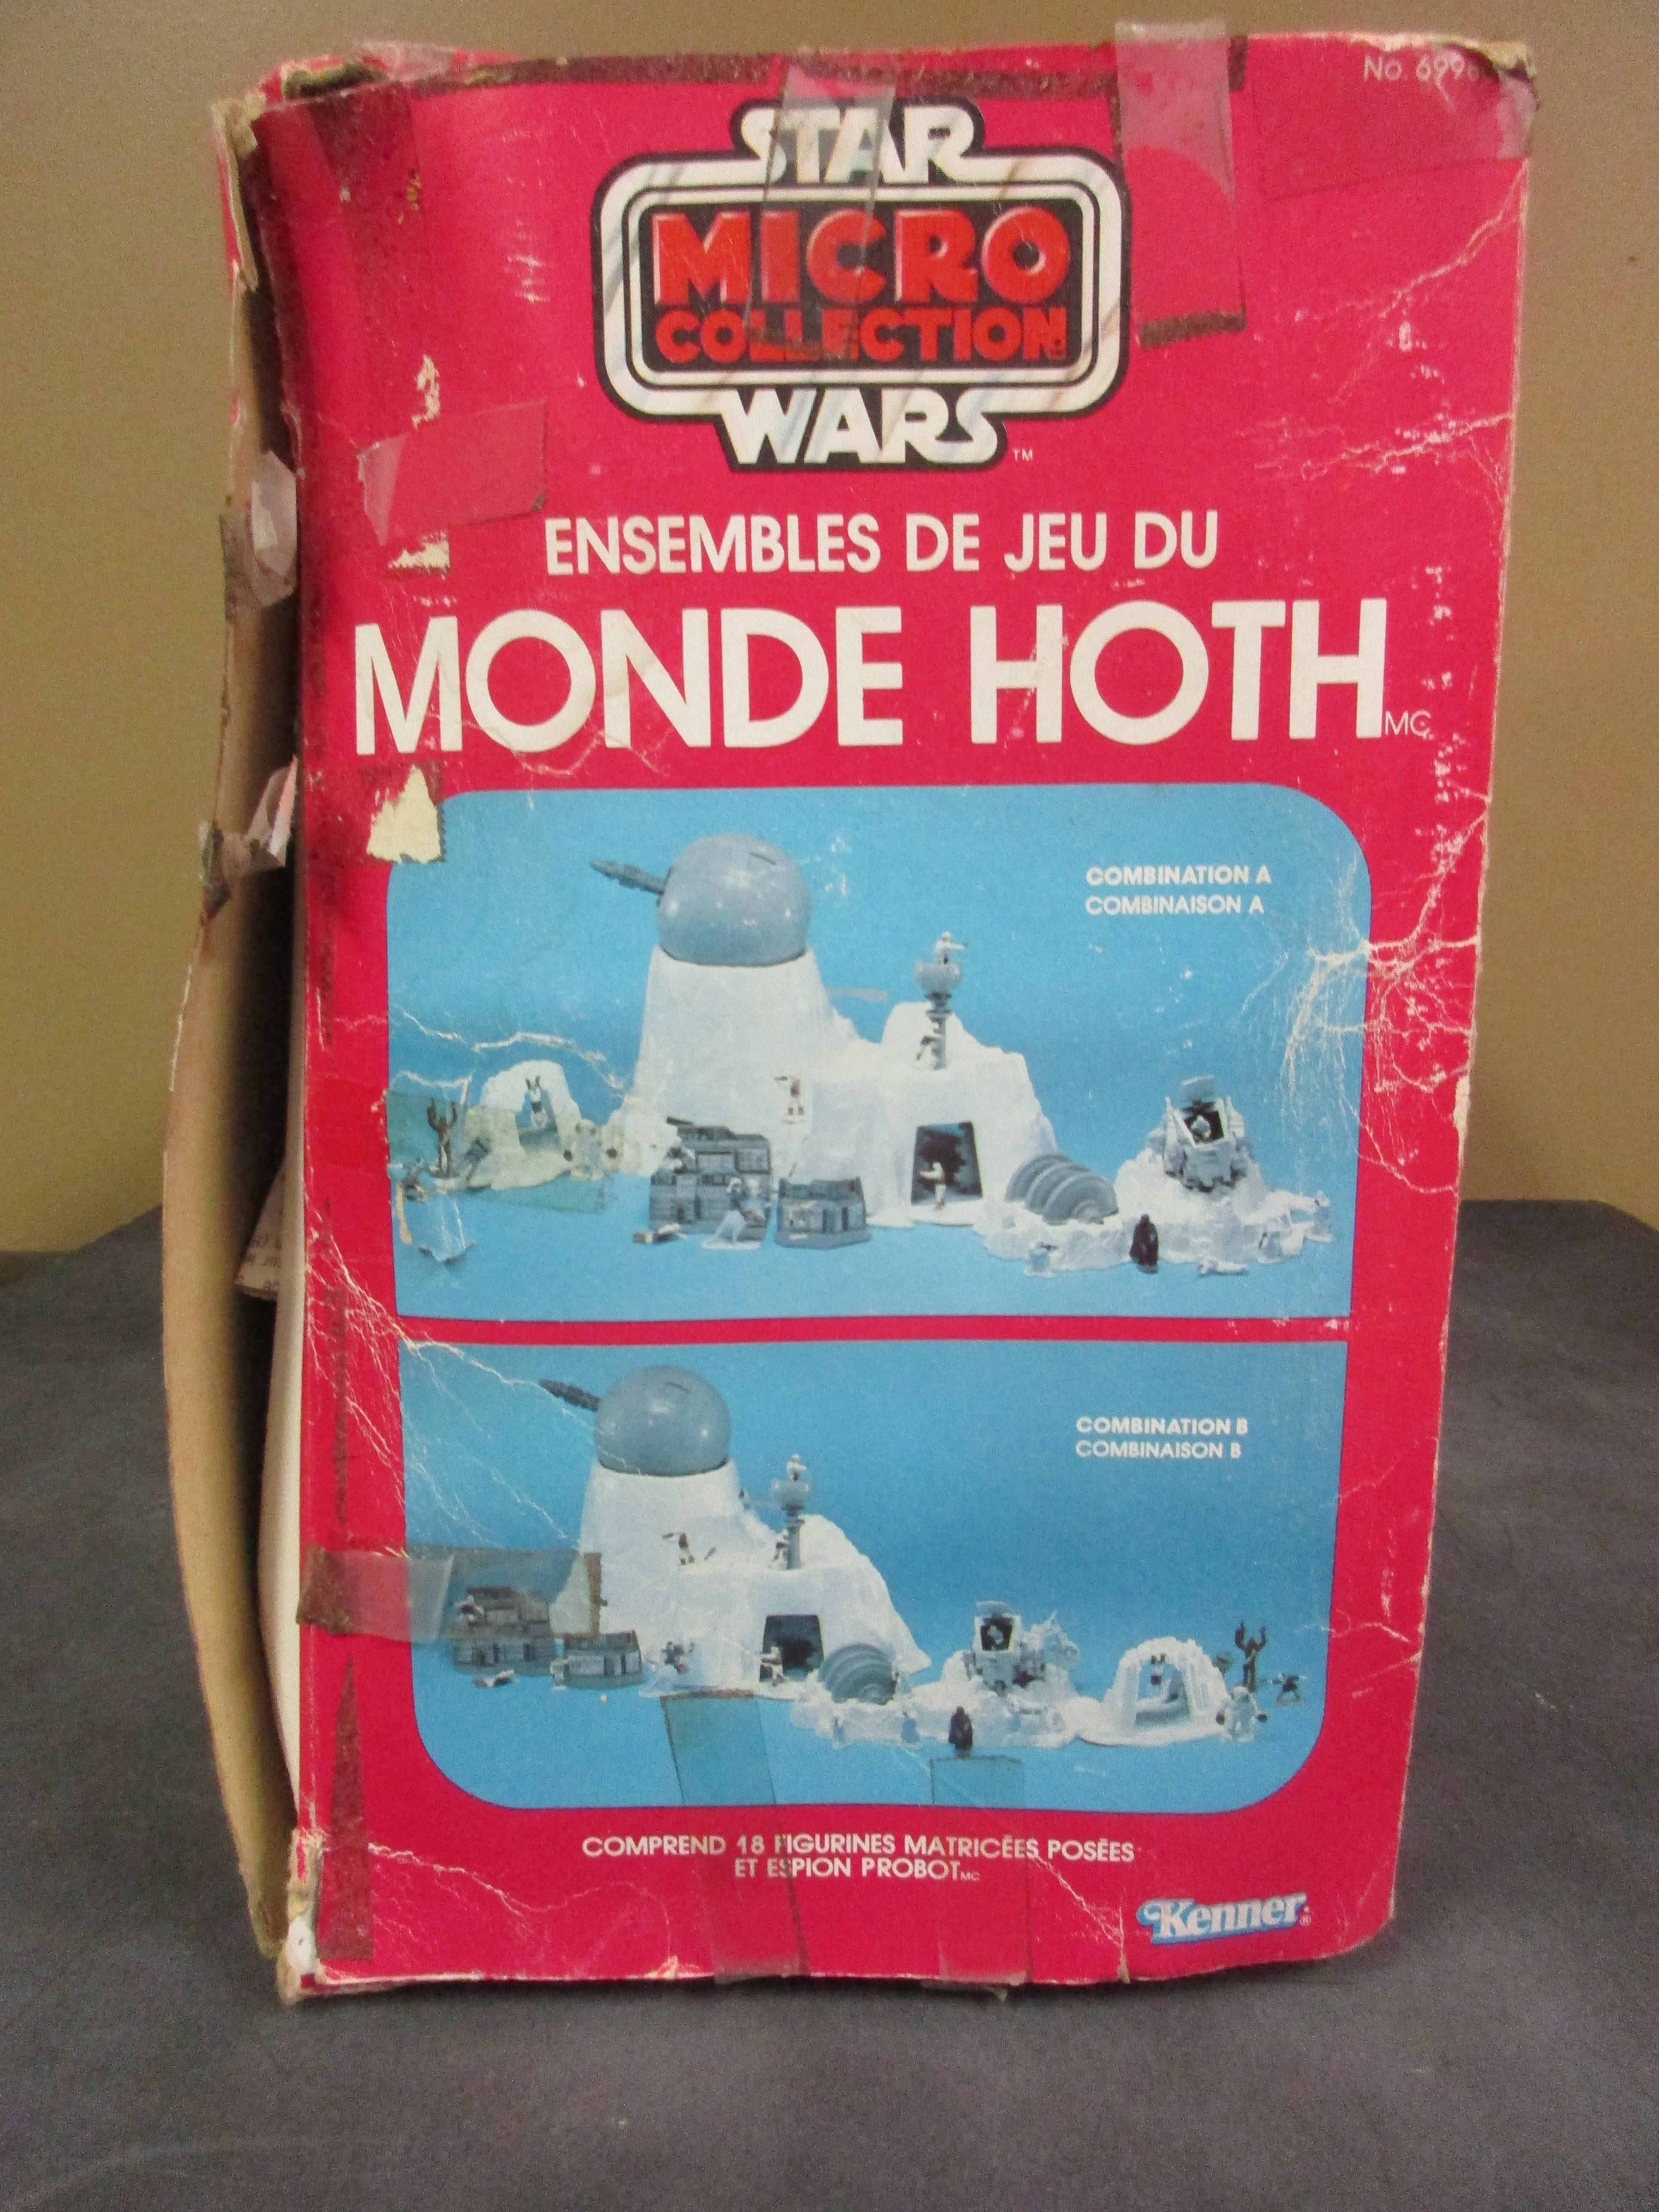 STAR
MICRO
COLLECTION
WARS TM
ENSEMBLES DE JEU DU
MONDE HOTH MC
COMBINATION A
COMBINAISON A
COMBINATION B
COMBINAISON B
COMPREND 18 FIGURINES MATRICÉES POSÉES
ET ESPION PROBOT MC
Kenner®